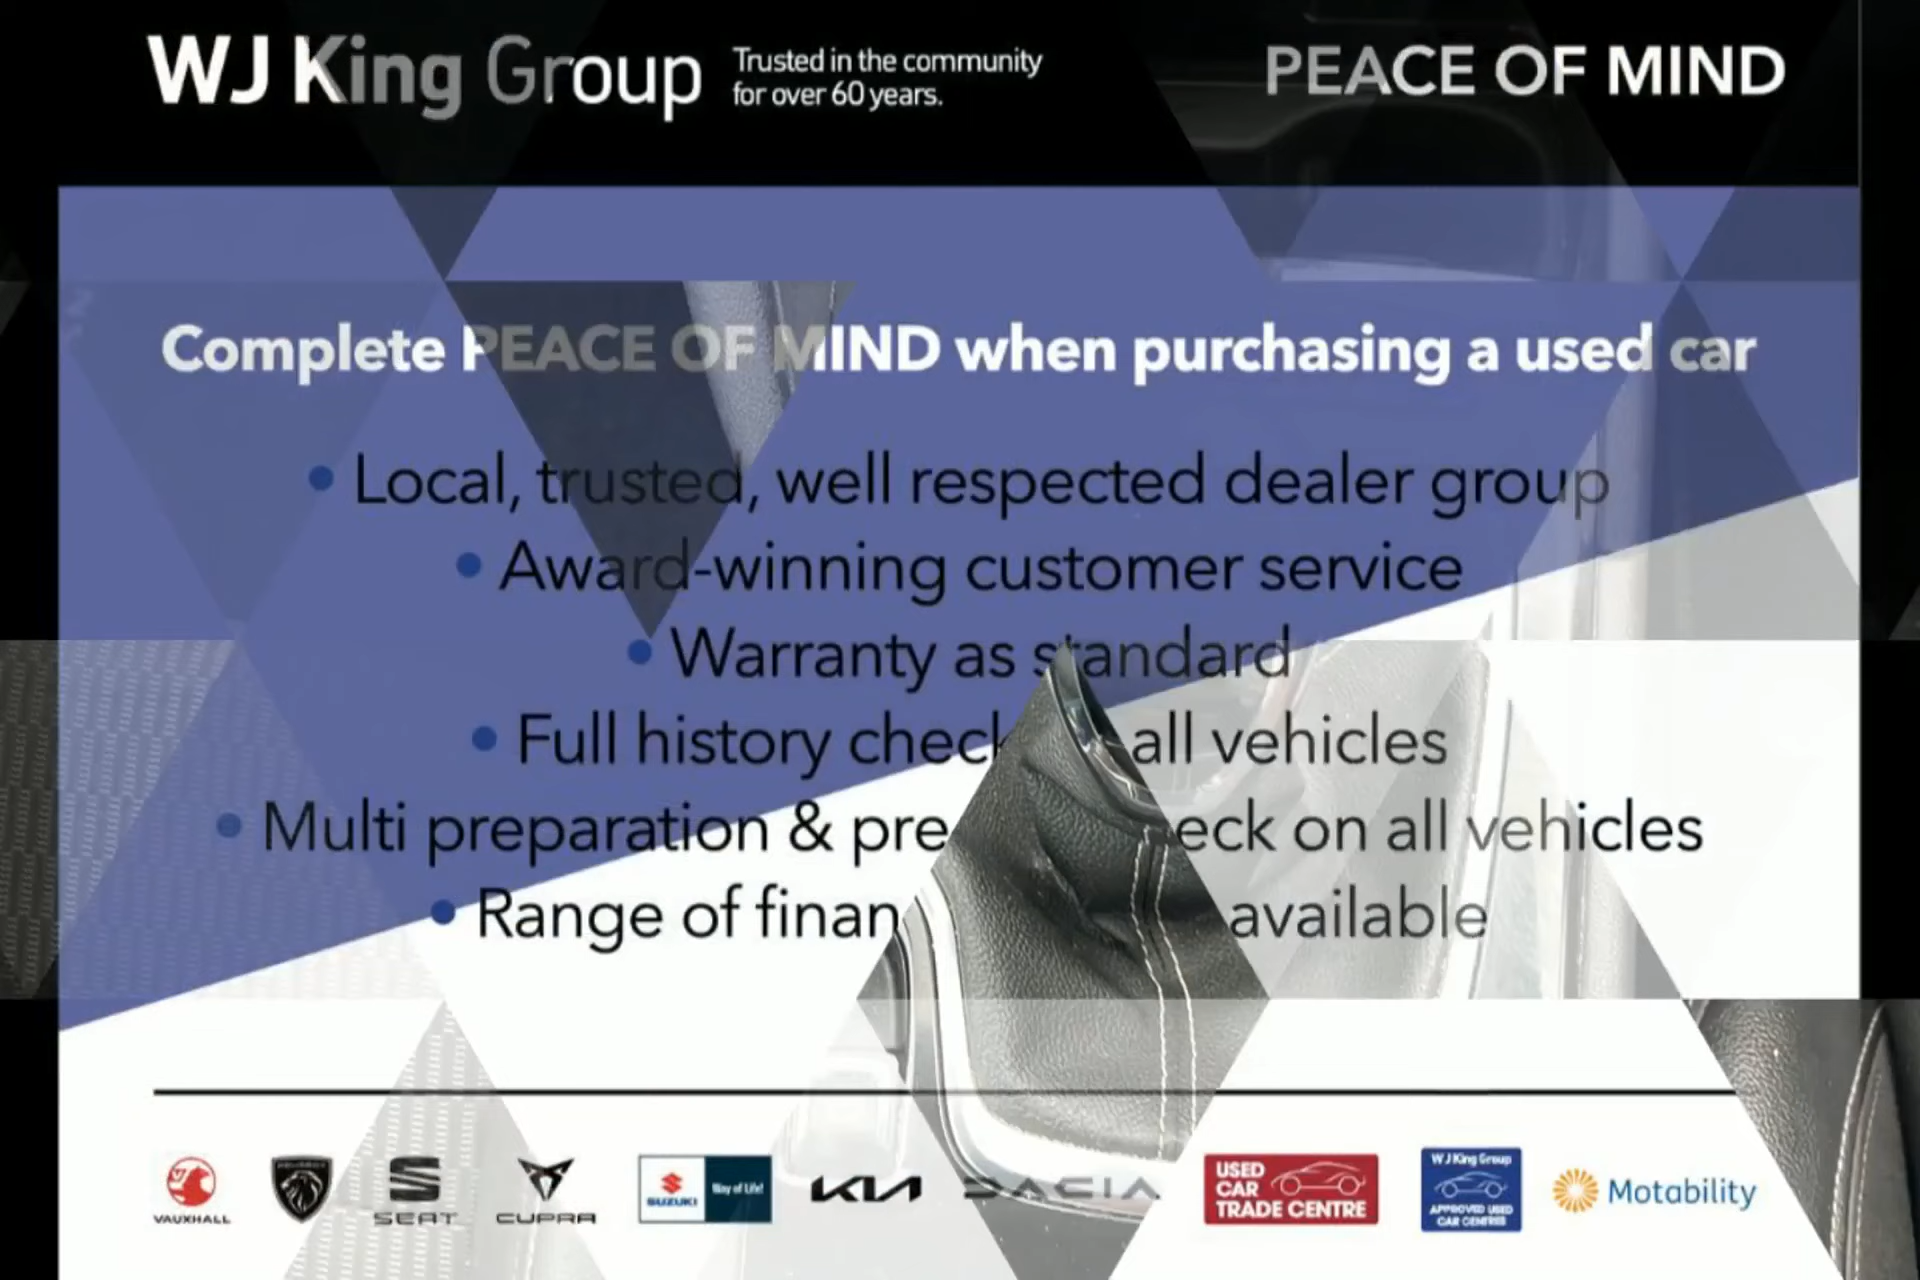 WJ King Group
Trusted in the community
for over 60 years.
PEACE OF MIND
Complete PEACE OF MIND when purchasing a used car
• Local, trusted, well respected dealer group
• Award-winning customer service
• Warranty as standard
• Full history check all vehicles
• Multi preparation & pre eck on all vehicles
• Range of finan available
VAUXHALL
PEUGEOT
SEAT
CUPRA
SUZUKI
Way of Life!
KIA
DACIA
USED
CAR
TRADE CENTRE
WJ King Group
APPROVED USED
CAR CENTRES
Motability